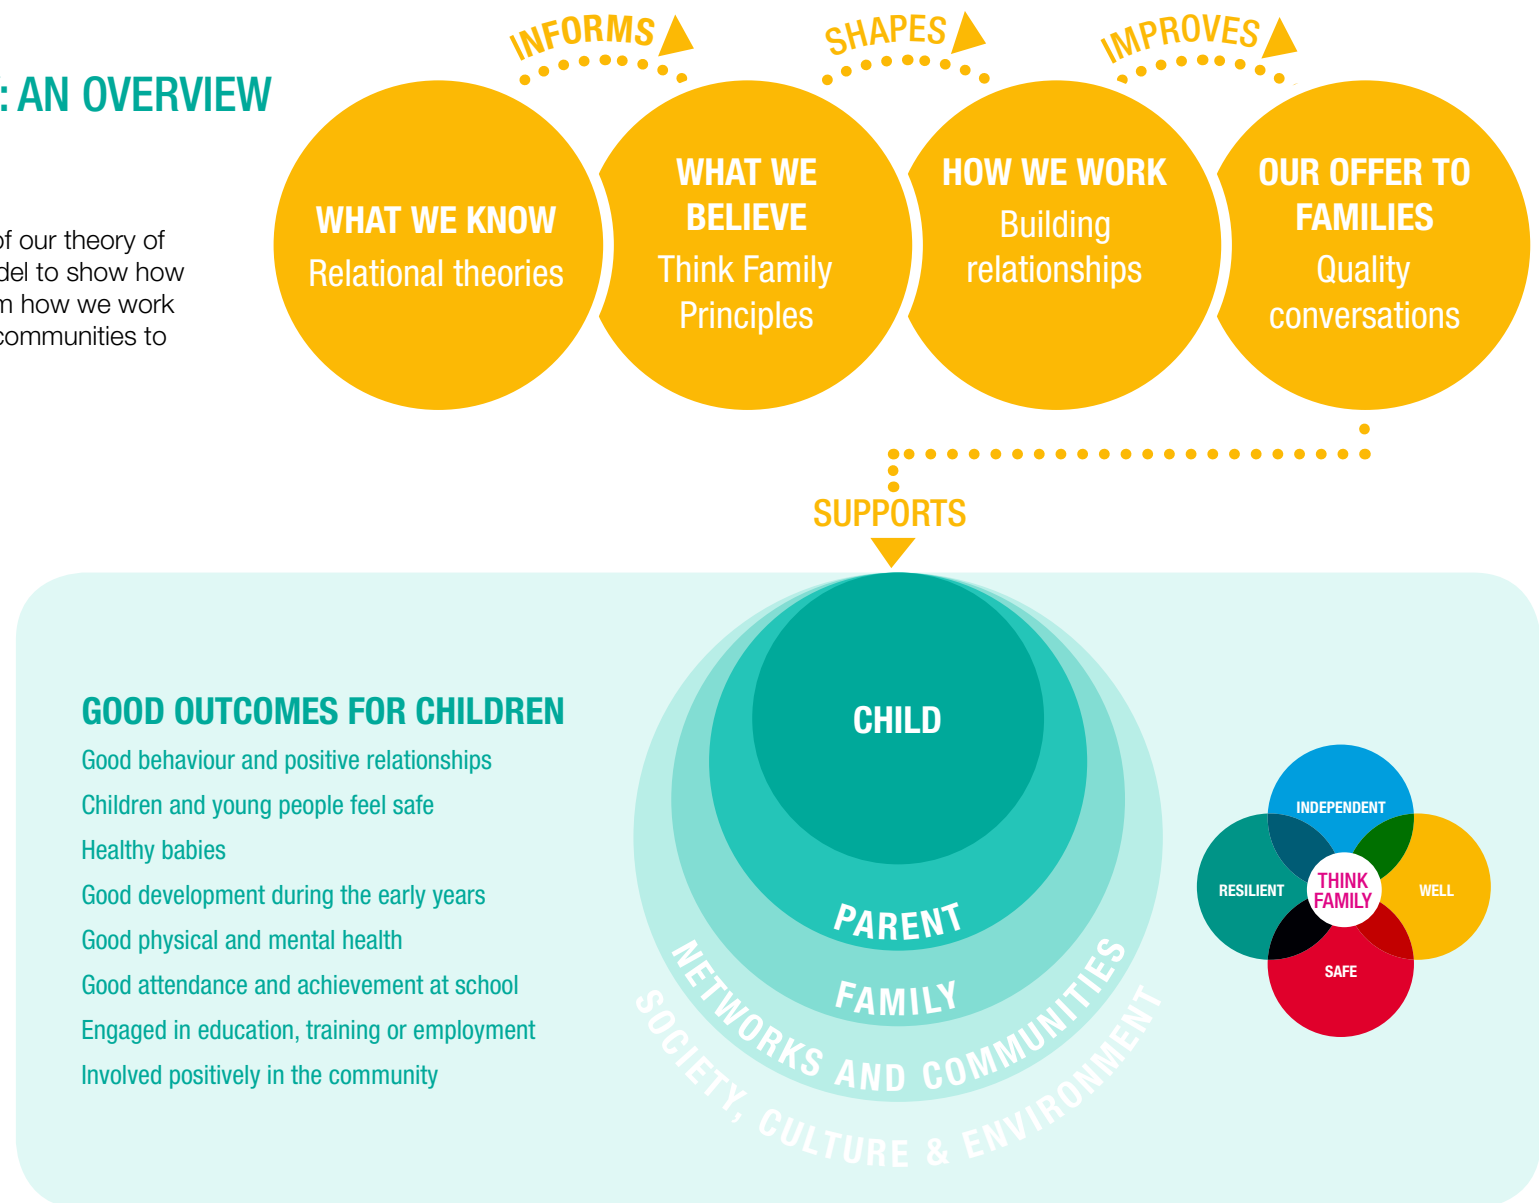 : AN OVERVIEW
of our theory of
del to show how
m how we work
communities to
INFORMS
SHAPES
IMPROVES
WHAT WE KNOW
Relational theories
WHAT WE
BELIEVE
Think Family
Principles
HOW WE WORK
Building
relationships
OUR OFFER TO
FAMILIES
Quality
conversations
SUPPORTS
GOOD OUTCOMES FOR CHILDREN
Good behaviour and positive relationships
Children and young people feel safe
Healthy babies
Good development during the early years
Good physical and mental health
Good attendance and achievement at school
Engaged in education, training or employment
Involved positively in the community
CHILD
PARENT
FAMILY
NETWORKS AND COMMUNITIES
SOCIETY, CULTURE & ENVIRONMENT
INDEPENDENT
RESILIENT
THINK
FAMILY
WELL
SAFE